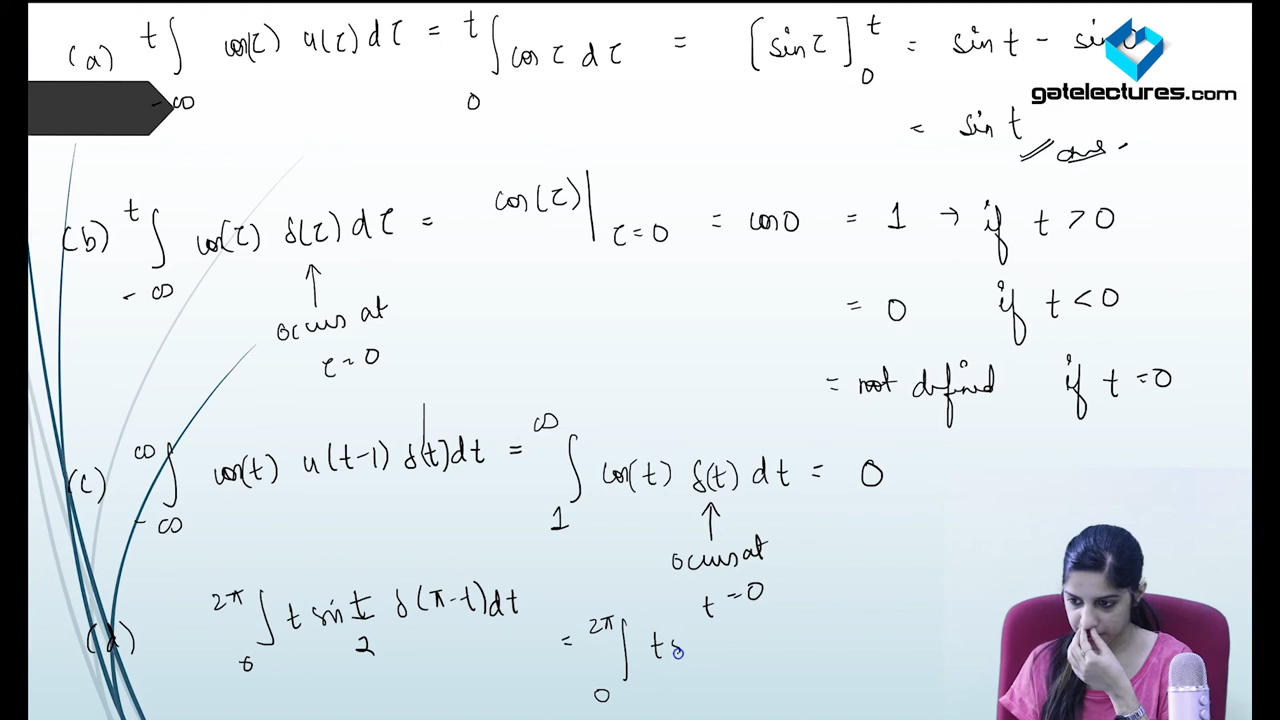 (a) t ∫ -∞ cos(τ) u(τ) dτ = t ∫ 0 cos τ dτ = [sin τ] t 0 = sin t - sin 0
gatelectures.com
= sin t // ans.
(b) t ∫ -∞ cos(τ) δ(τ) dτ = cos(τ) | τ=0 = cos 0 = 1 → if t > 0
occurs at
τ = 0
= 0 if t < 0
= not defined if t = 0
(c) ∞ ∫ -∞ cos(t) u(t-1) δ(t) dt = ∞ ∫ 1 cos(t) δ(t) dt = 0
occurs at
t = 0
(d) 2π ∫ 0 t sin t/2 δ(π-t) dt = 2π ∫ 0 t s